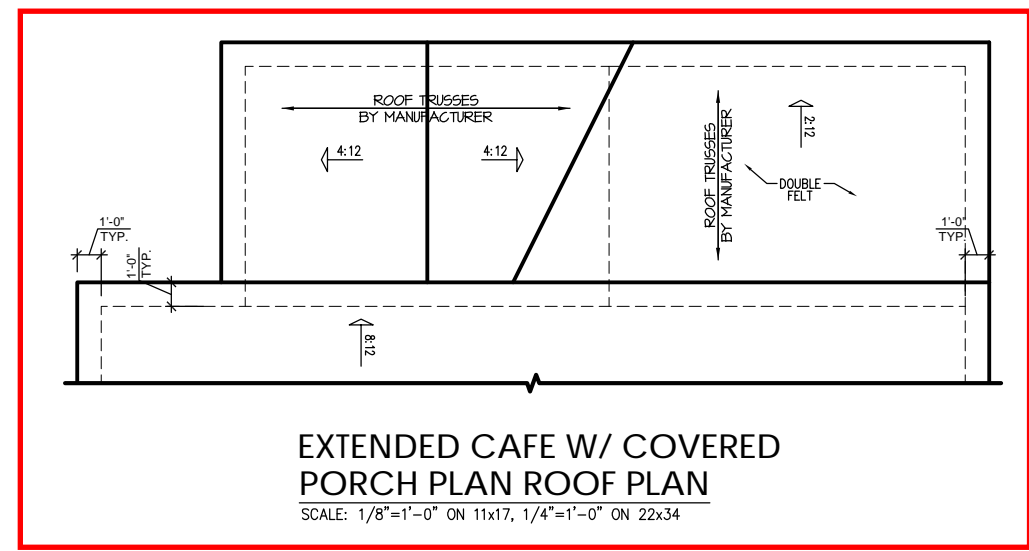 ROOF TRUSSES
BY MANUFACTURER
4:12
4:12
ROOF TRUSSES
BY MANUFACTURER
2:12
DOUBLE
FELT
1'-0"
TYP.
1'-0"
TYP.
1'-0"
TYP.
8:12
EXTENDED CAFE W/ COVERED
PORCH PLAN ROOF PLAN
SCALE: 1/8"=1'-0" ON 11x17, 1/4"=1'-0" ON 22x34